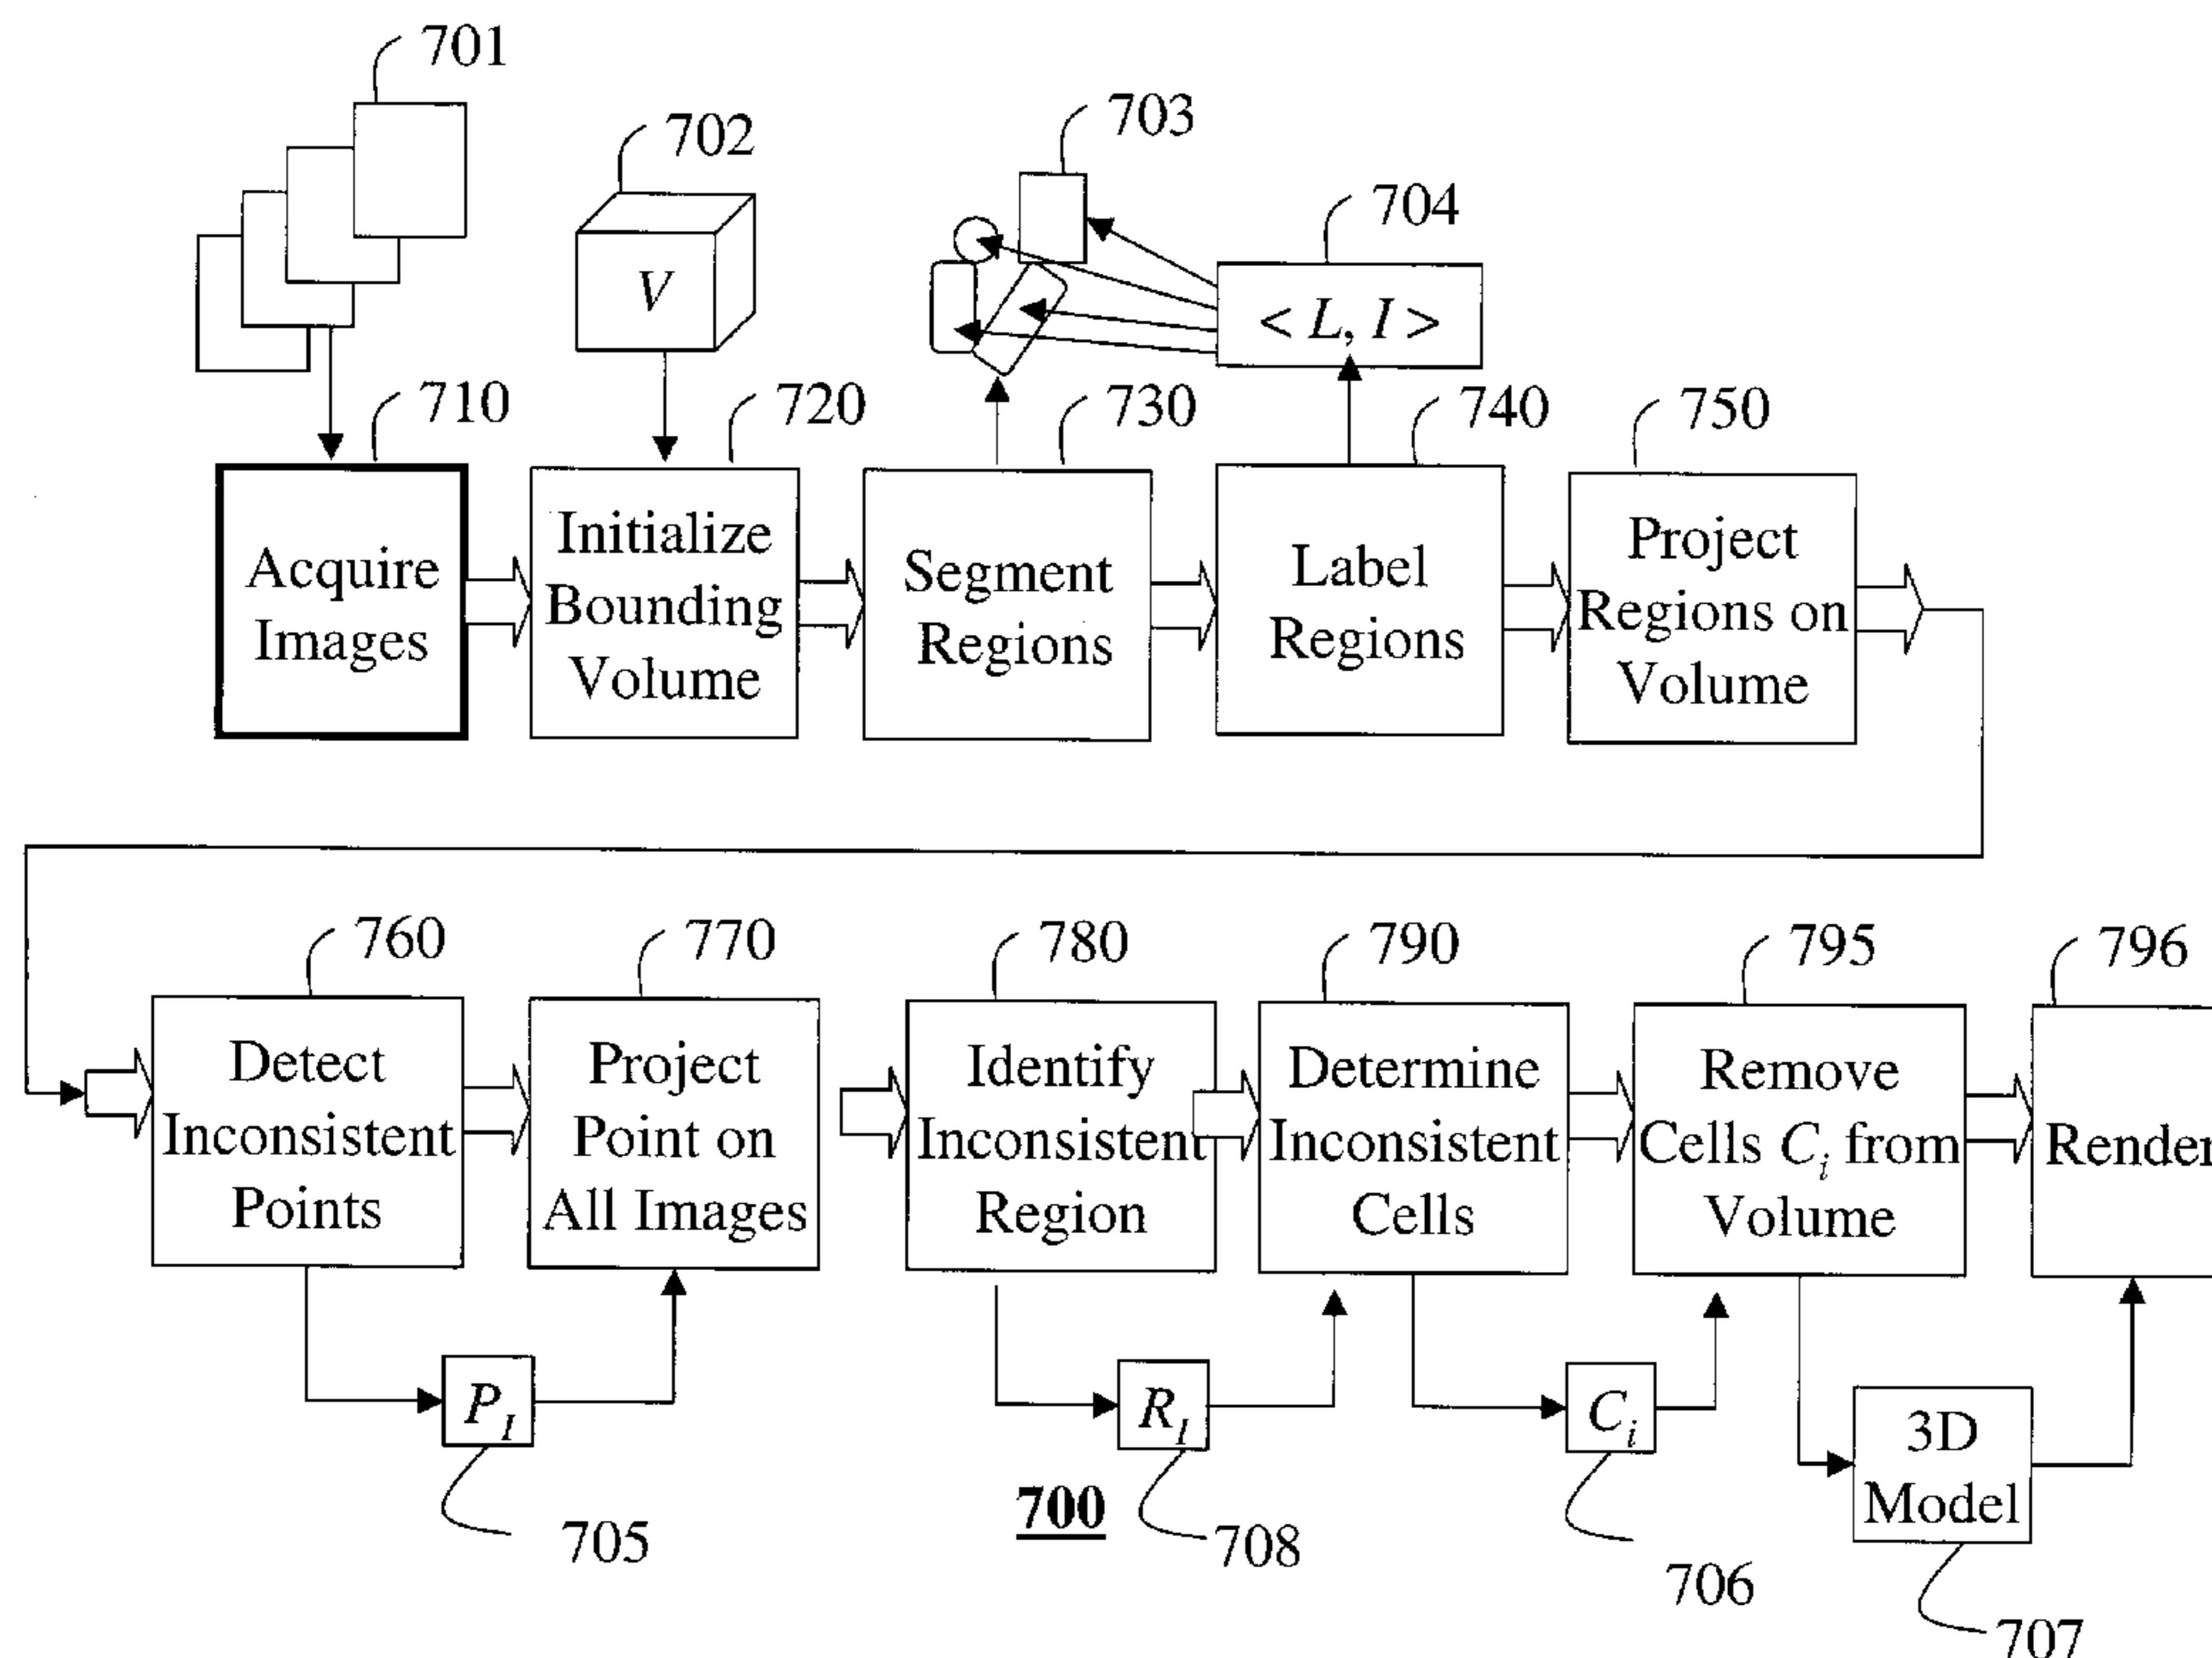 701
702
703
704
V
< L, I >
710
720
730
740
750
Acquire
Images
Initialize
Bounding
Volume
Segment
Regions
Label
Regions
Project
Regions on
Volume
760
770
780
790
795
796
Detect
Inconsistent
Points
Project
Point on
All Images
Identify
Inconsistent
Region
Determine
Inconsistent
Cells
Remove
Cells C_i from
Volume
Render
P_I
R_I
C_i
3D
Model
705
700
708
706
707